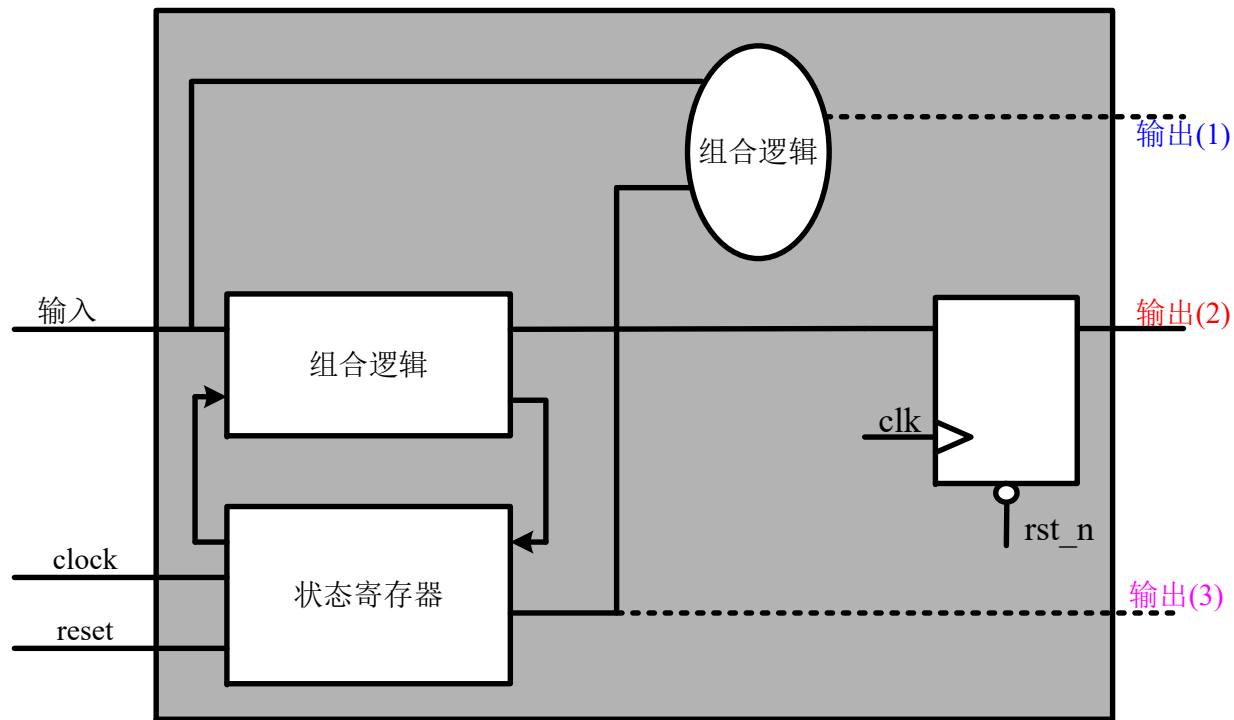 组合逻辑
输出(1)
输入
组合逻辑
输出(2)
clk
rst_n
clock
状态寄存器
输出(3)
reset